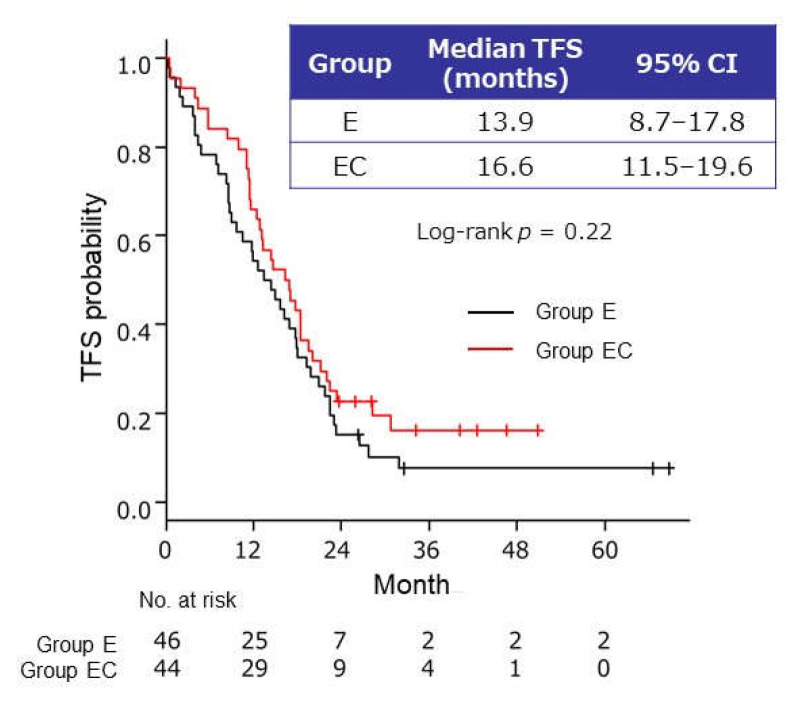 Group Median TFS (months) 95% CI
E 13.9 8.7–17.8
EC 16.6 11.5–19.6
Log-rank p = 0.22
Group E
Group EC
TFS probability
1.0
0.8
0.6
0.4
0.2
0.0
0 12 24 36 48 60
Month
No. at risk
Group E 46 25 7 2 2 2
Group EC 44 29 9 4 1 0